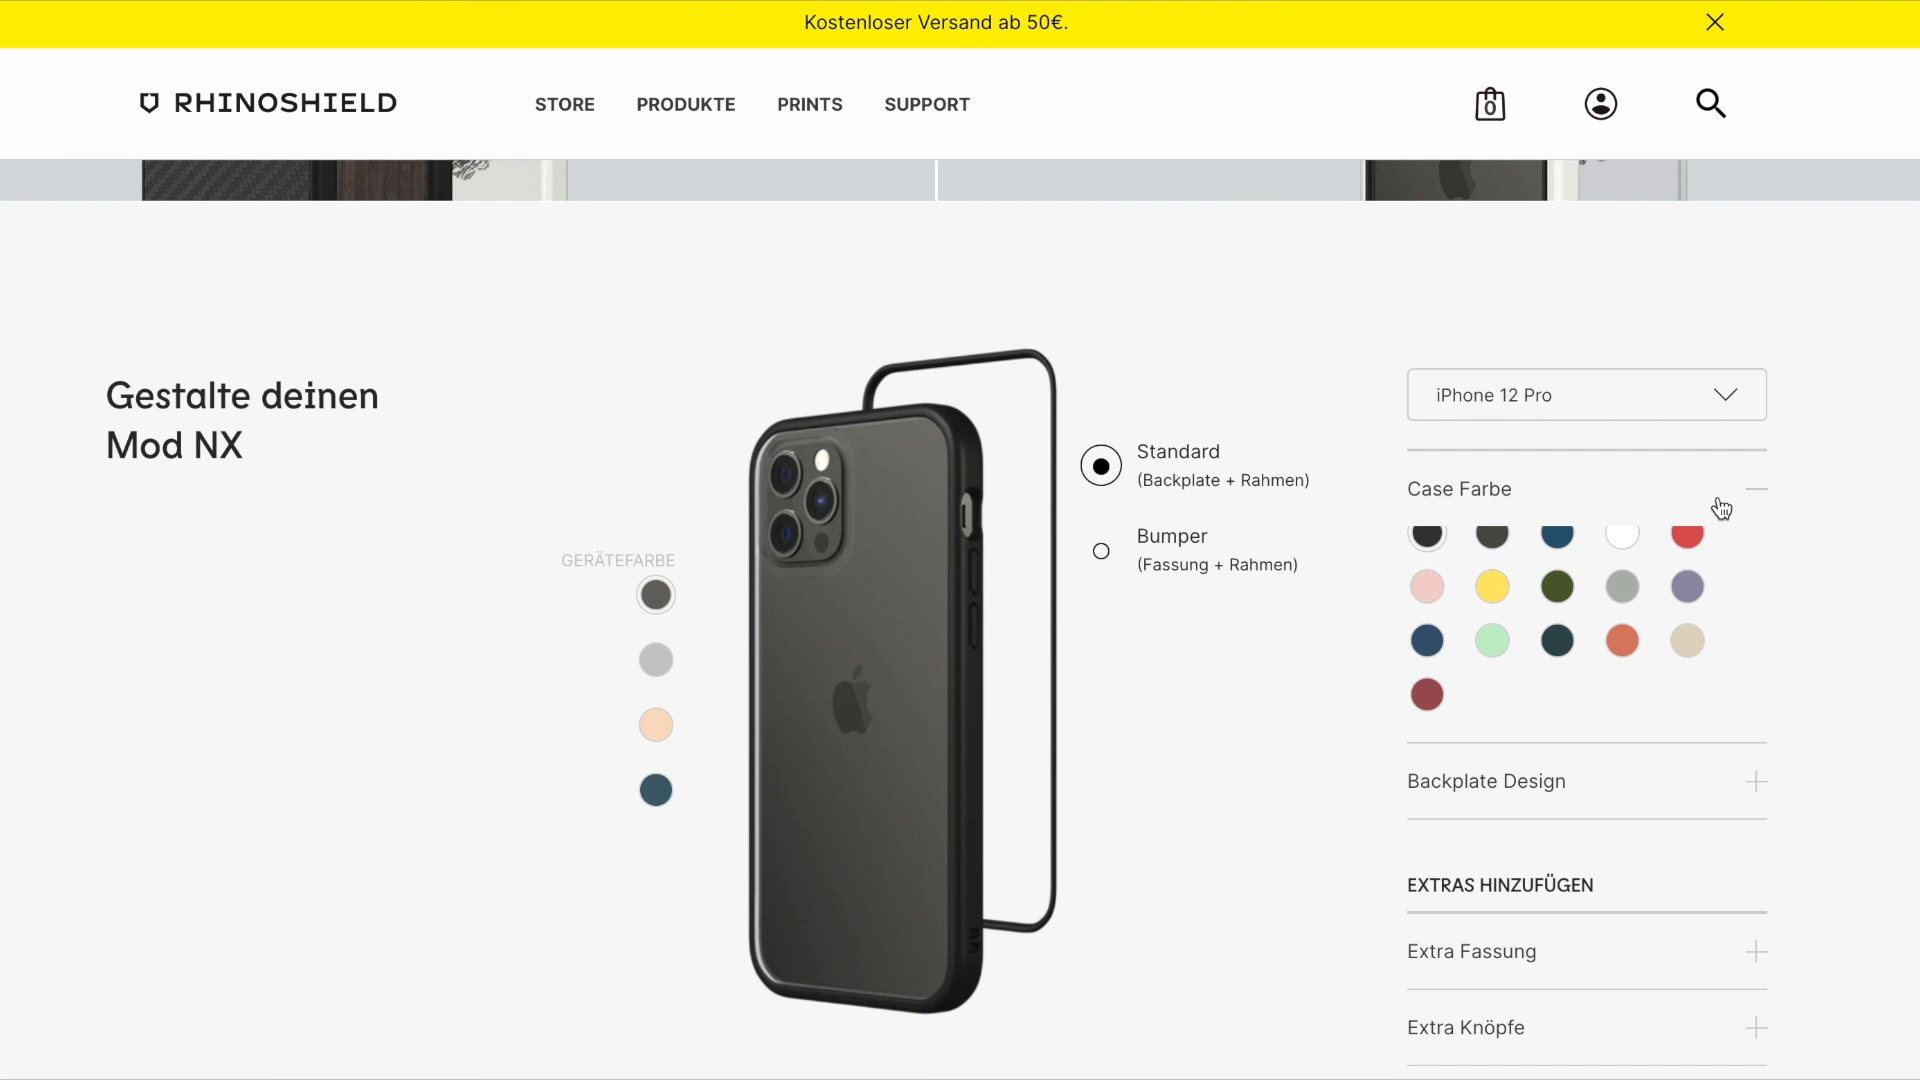 Kostenloser Versand ab 50€.
RHINOSHIELD
STORE
PRODUKTE
PRINTS
SUPPORT
0
Gestalte deinen
Mod NX
GERÄTEFARBE
Standard
(Backplate + Rahmen)
Bumper
(Fassung + Rahmen)
iPhone 12 Pro
Case Farbe
Backplate Design
EXTRAS HINZUFÜGEN
Extra Fassung
Extra Knöpfe